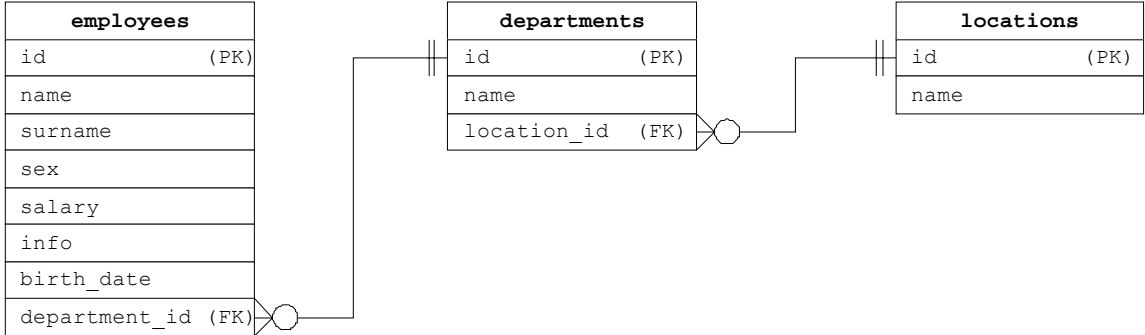 employees
id (PK)
name
surname
sex
salary
info
birth_date
department_id (FK)
departments
id (PK)
name
location_id (FK)
locations
id (PK)
name